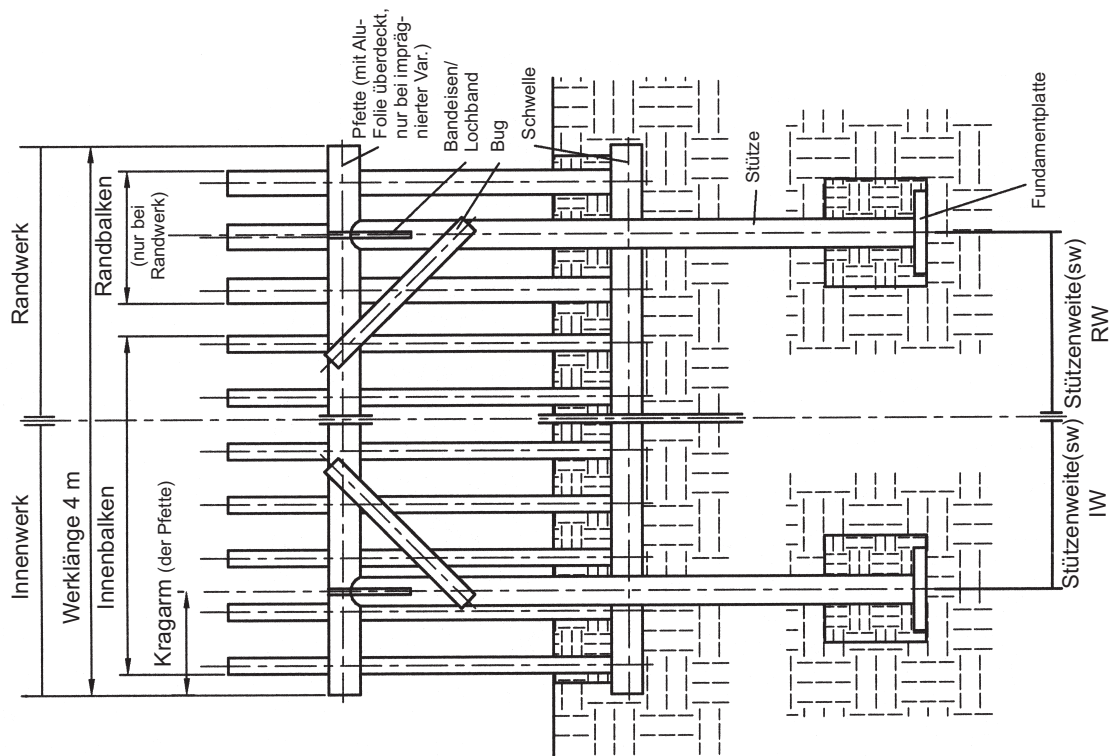 Innenwerk
Randwerk
Werklänge 4 m
Innenbalken
Randbalken
(nur bei
Randwerk)
Kragarm (der Pfette)
Pfette (mit Alu-
Folie überdeckt,
nur bei impräg-
nierter Var.)
Bandeisen/
Lochband
Bug
Schwelle
Stütze
Fundamentplatte
Stützenweite(sw)
IW
Stützenweite(sw)
RW